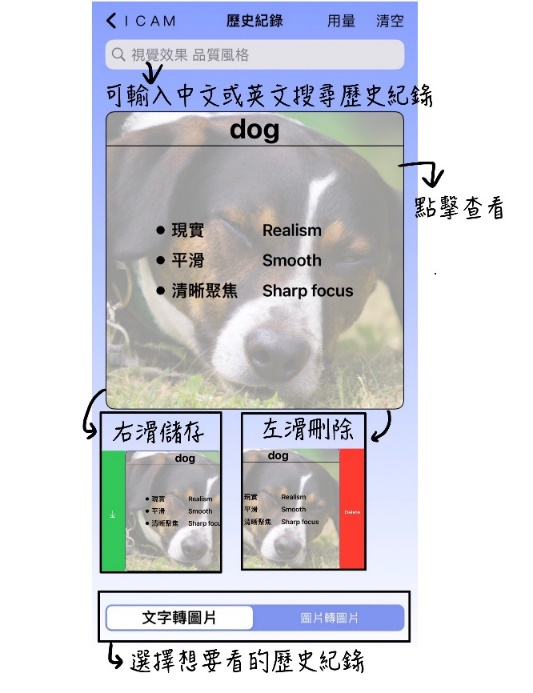 ICAM 歷史紀錄 用量 清空
視覺效果 品質風格
可輸入中文或英文搜尋歷史紀錄
dog
點擊查看
現實 Realism
平滑 Smooth
清晰聚焦 Sharp focus
右滑儲存 左滑刪除
dog
現實 Realism
平滑 Smooth
清晰聚焦 Sharp focu
dog
現實 Realism
平滑 Smooth
清晰聚焦 Sharp focus
Delete
文字轉圖片 圖片轉圖片
選擇想要看的歷史紀錄